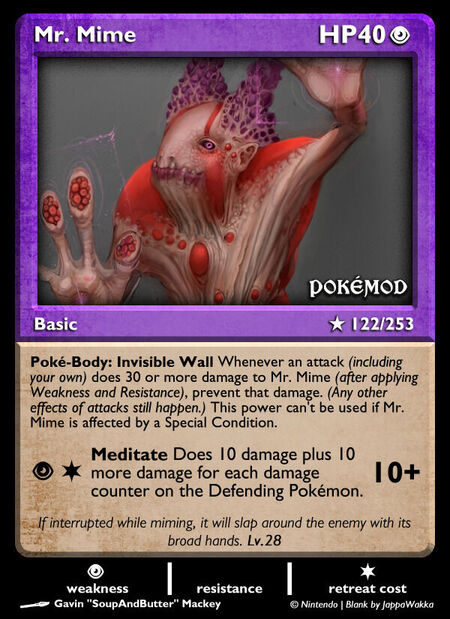 Mr. Mime HP40
POKÉMOD
Basic ★ 122/253
Poké-Body: Invisible Wall Whenever an attack (including
your own) does 30 or more damage to Mr. Mime (after applying
Weakness and Resistance), prevent that damage. (Any other
effects of attacks still happen.) This power can't be used if Mr.
Mime is affected by a Special Condition.
Meditate Does 10 damage plus 10
more damage for each damage
counter on the Defending Pokémon.
10+
If interrupted while miming, it will slap around the enemy with its
broad hands. Lv.28
weakness resistance retreat cost
Gavin "SoupAndButter" Mackey © Nintendo | Blank by JappaWakka